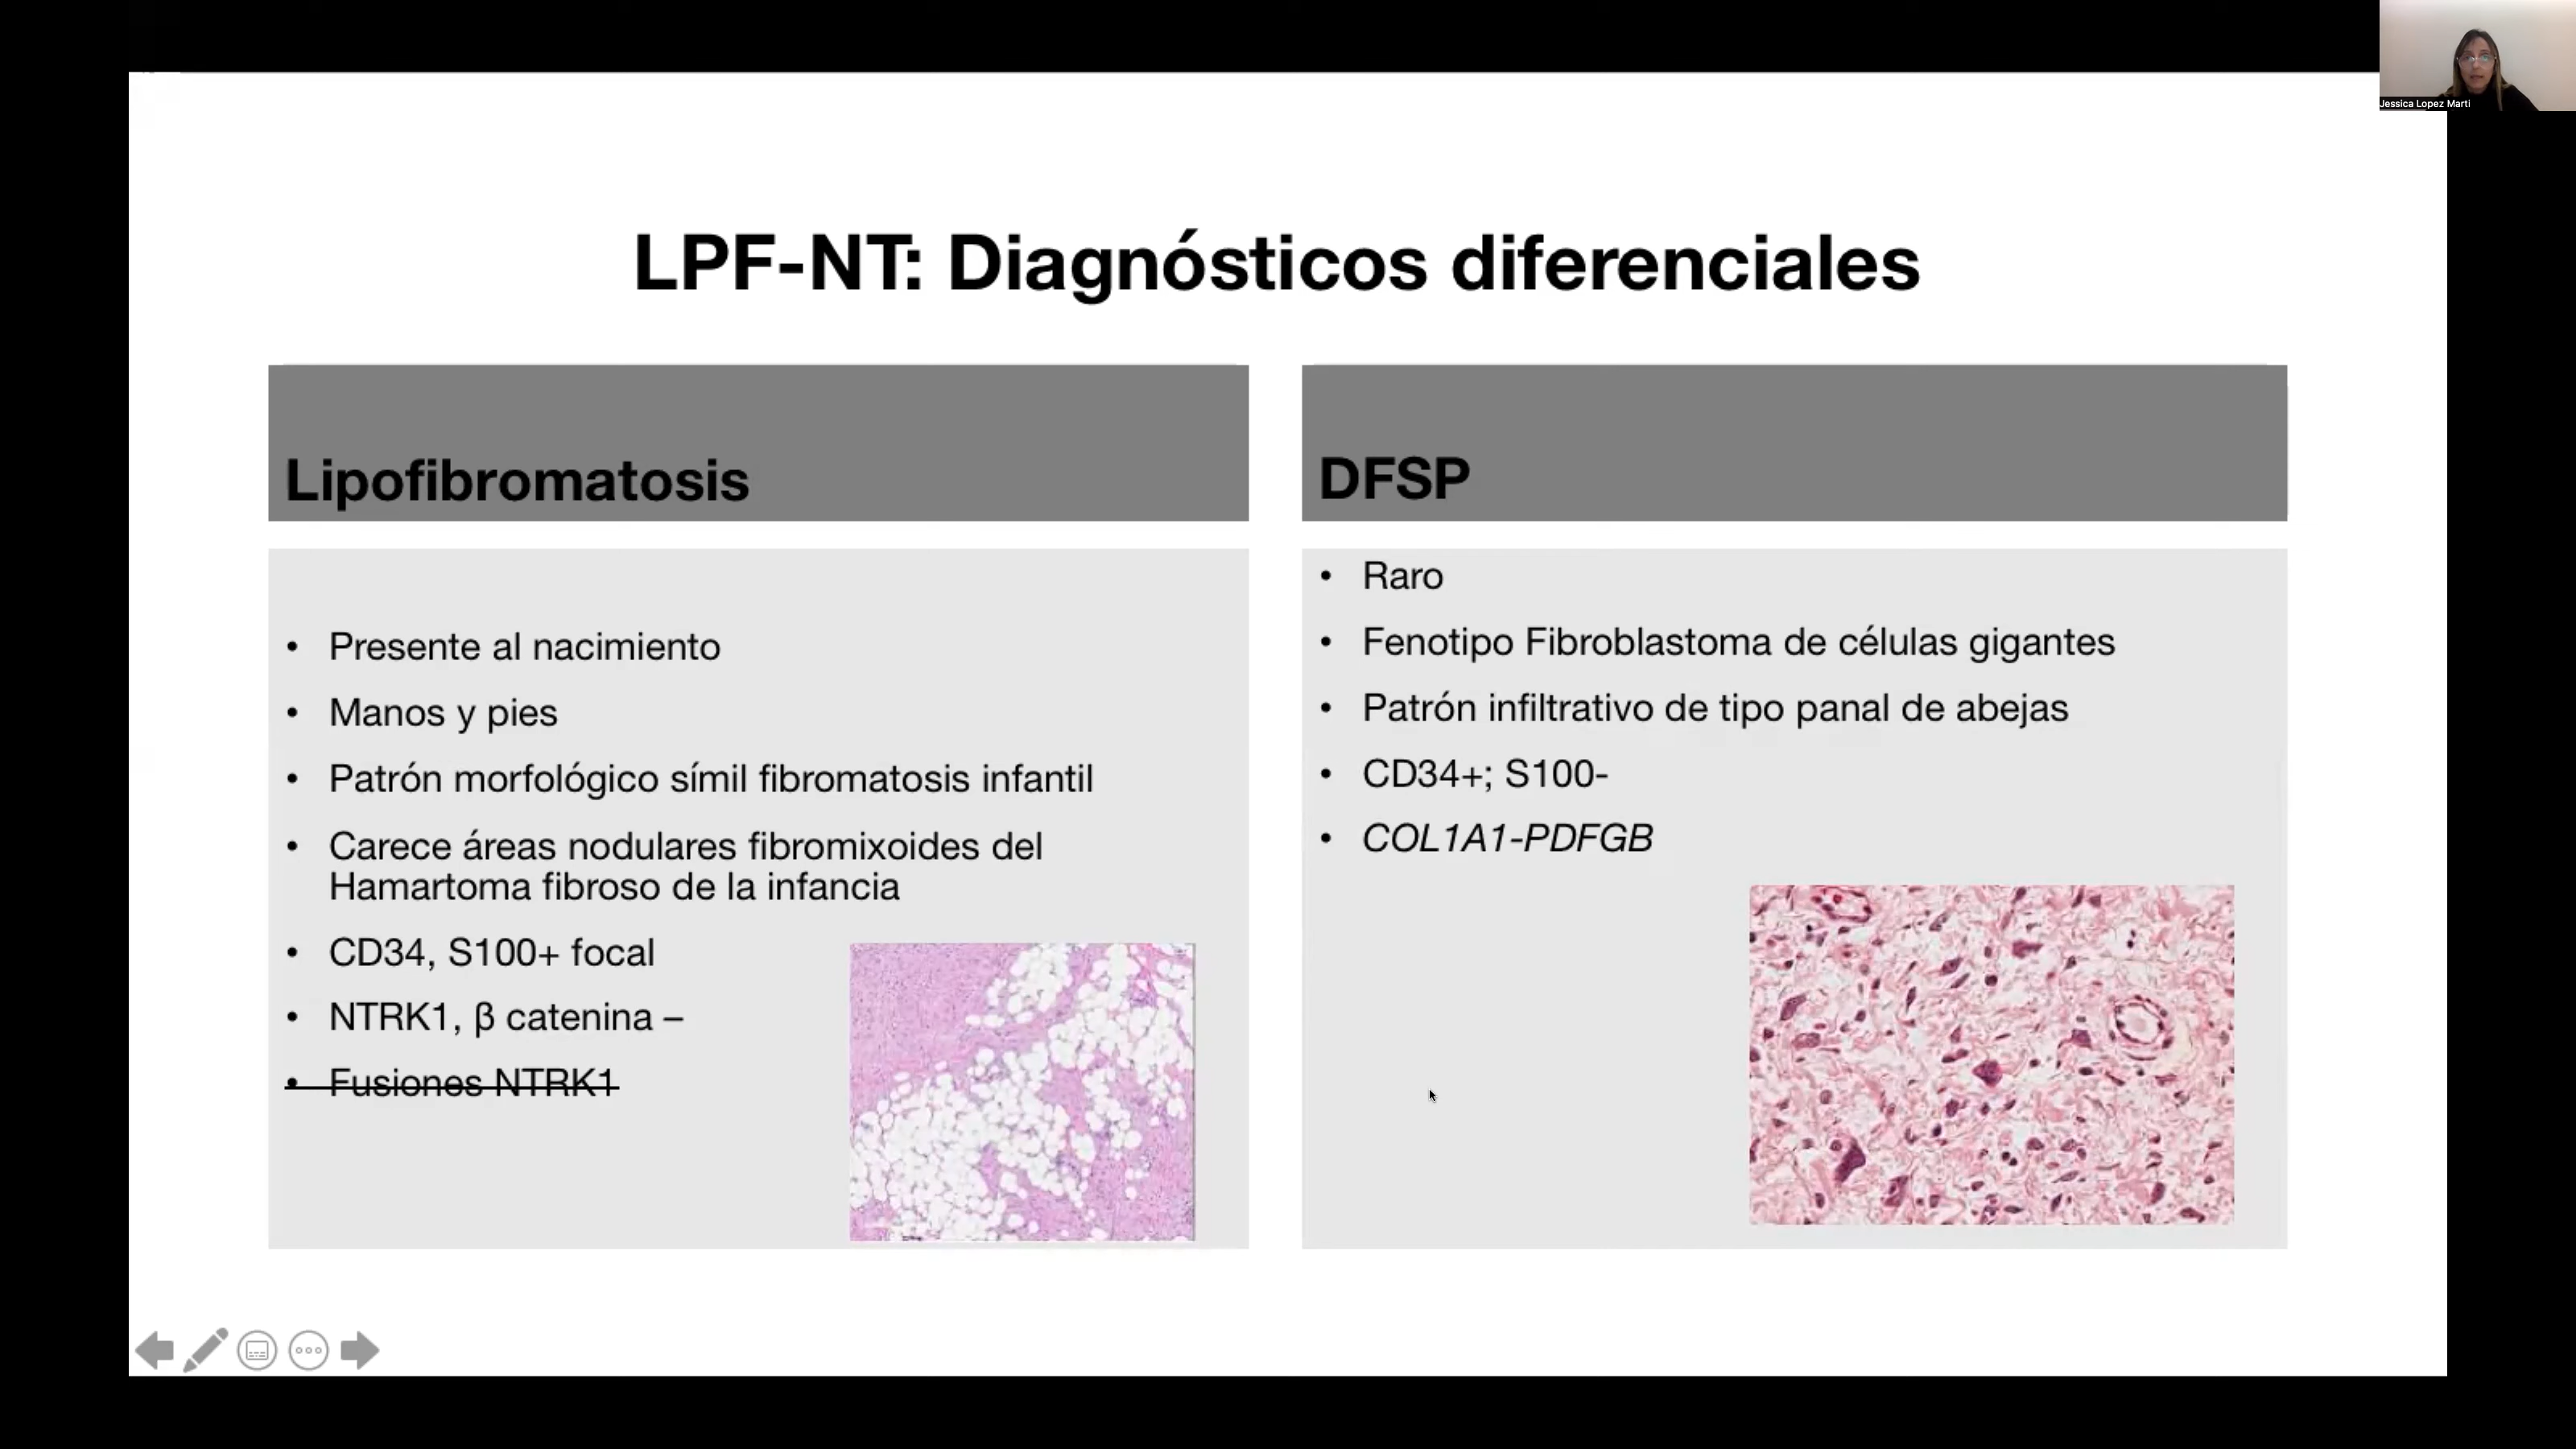 Jessica Lopez Marti
LPF-NT: Diagnósticos diferenciales
Lipofibromatosis
• Presente al nacimiento
• Manos y pies
• Patrón morfológico símil fibromatosis infantil
• Carece áreas nodulares fibromixoides del
Hamartoma fibroso de la infancia
• CD34, S100+ focal
• NTRK1, β catenina –
• Fusiones NTRK1
DFSP
• Raro
• Fenotipo Fibroblastoma de células gigantes
• Patrón infiltrativo de tipo panal de abejas
• CD34+; S100-
• COL1A1-PDFGB